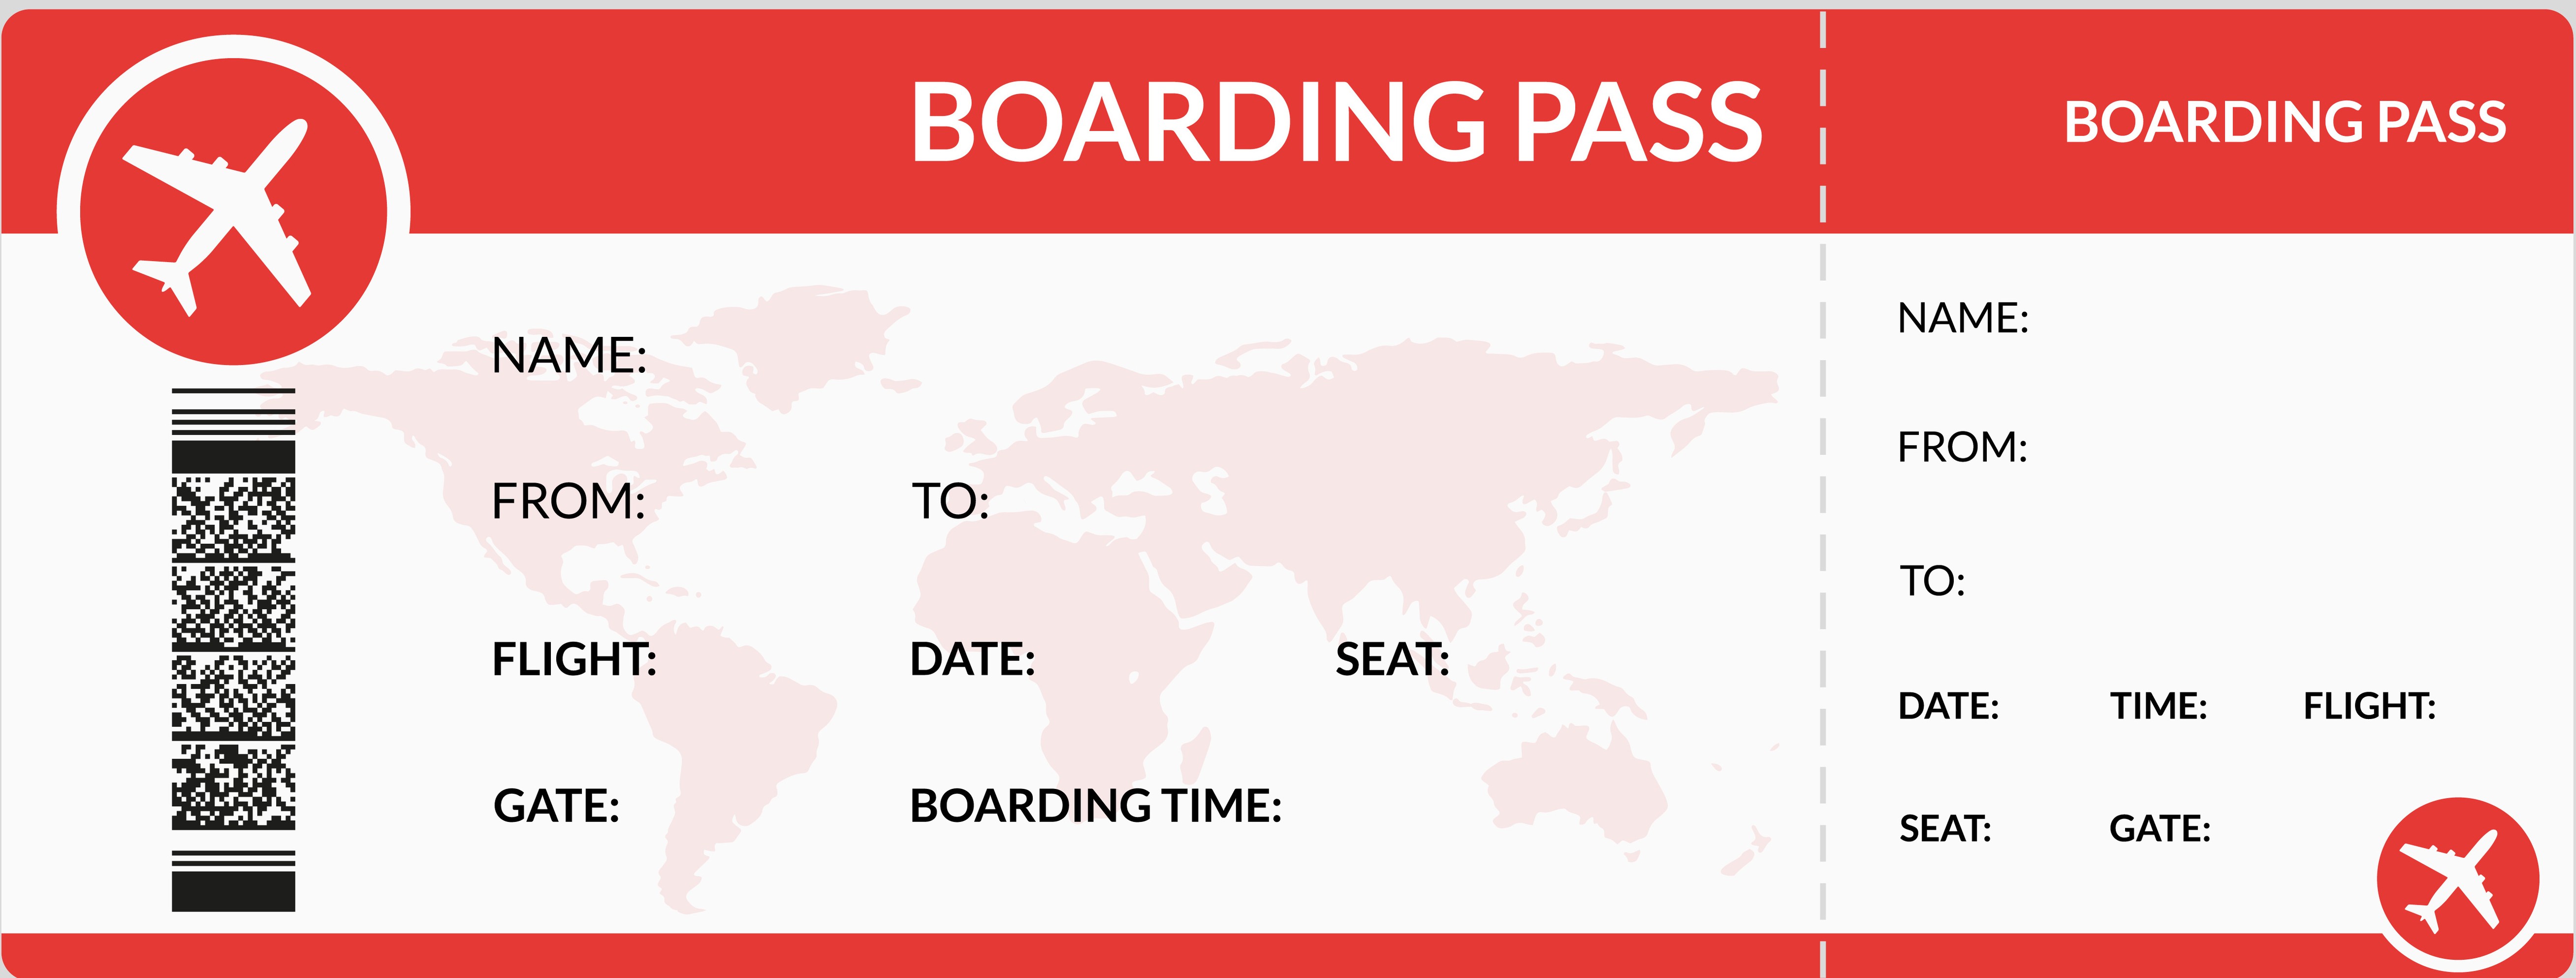 BOARDING PASS
NAME:
FROM: TO:
FLIGHT: DATE: SEAT:
GATE: BOARDING TIME:
BOARDING PASS
NAME:
FROM:
TO:
DATE: TIME: FLIGHT:
SEAT: GATE: